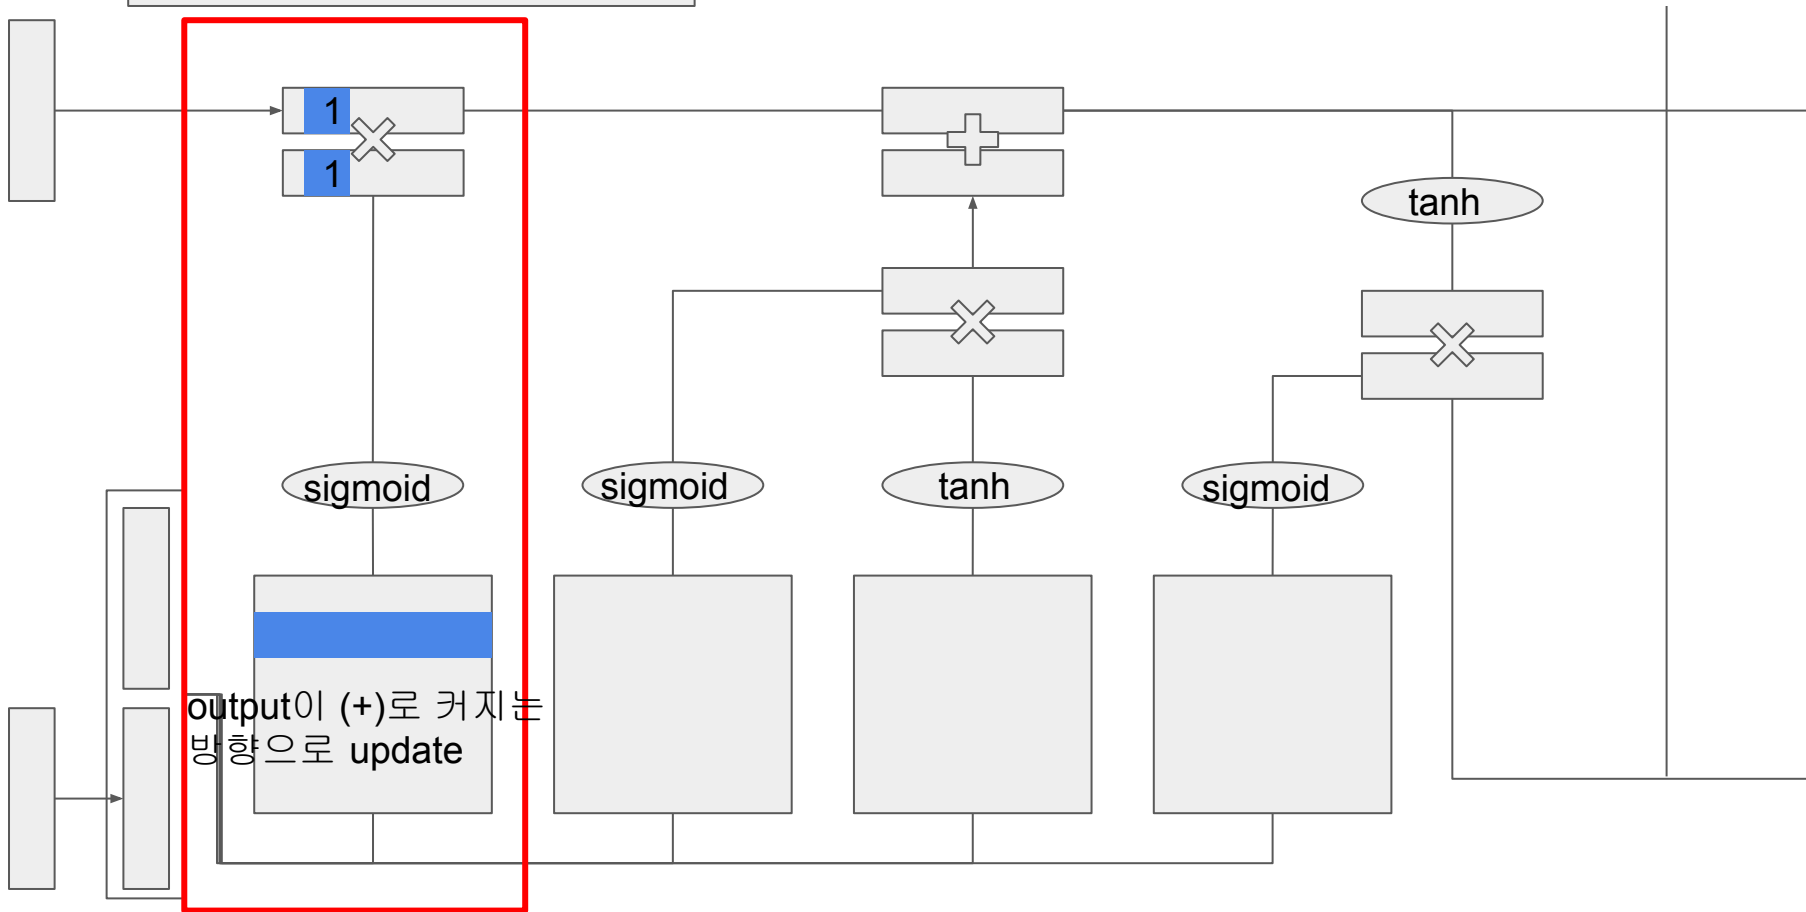 1
1
tanh
sigmoid
sigmoid
tanh
sigmoid
output이 (+)로 커지는
방향으로 update